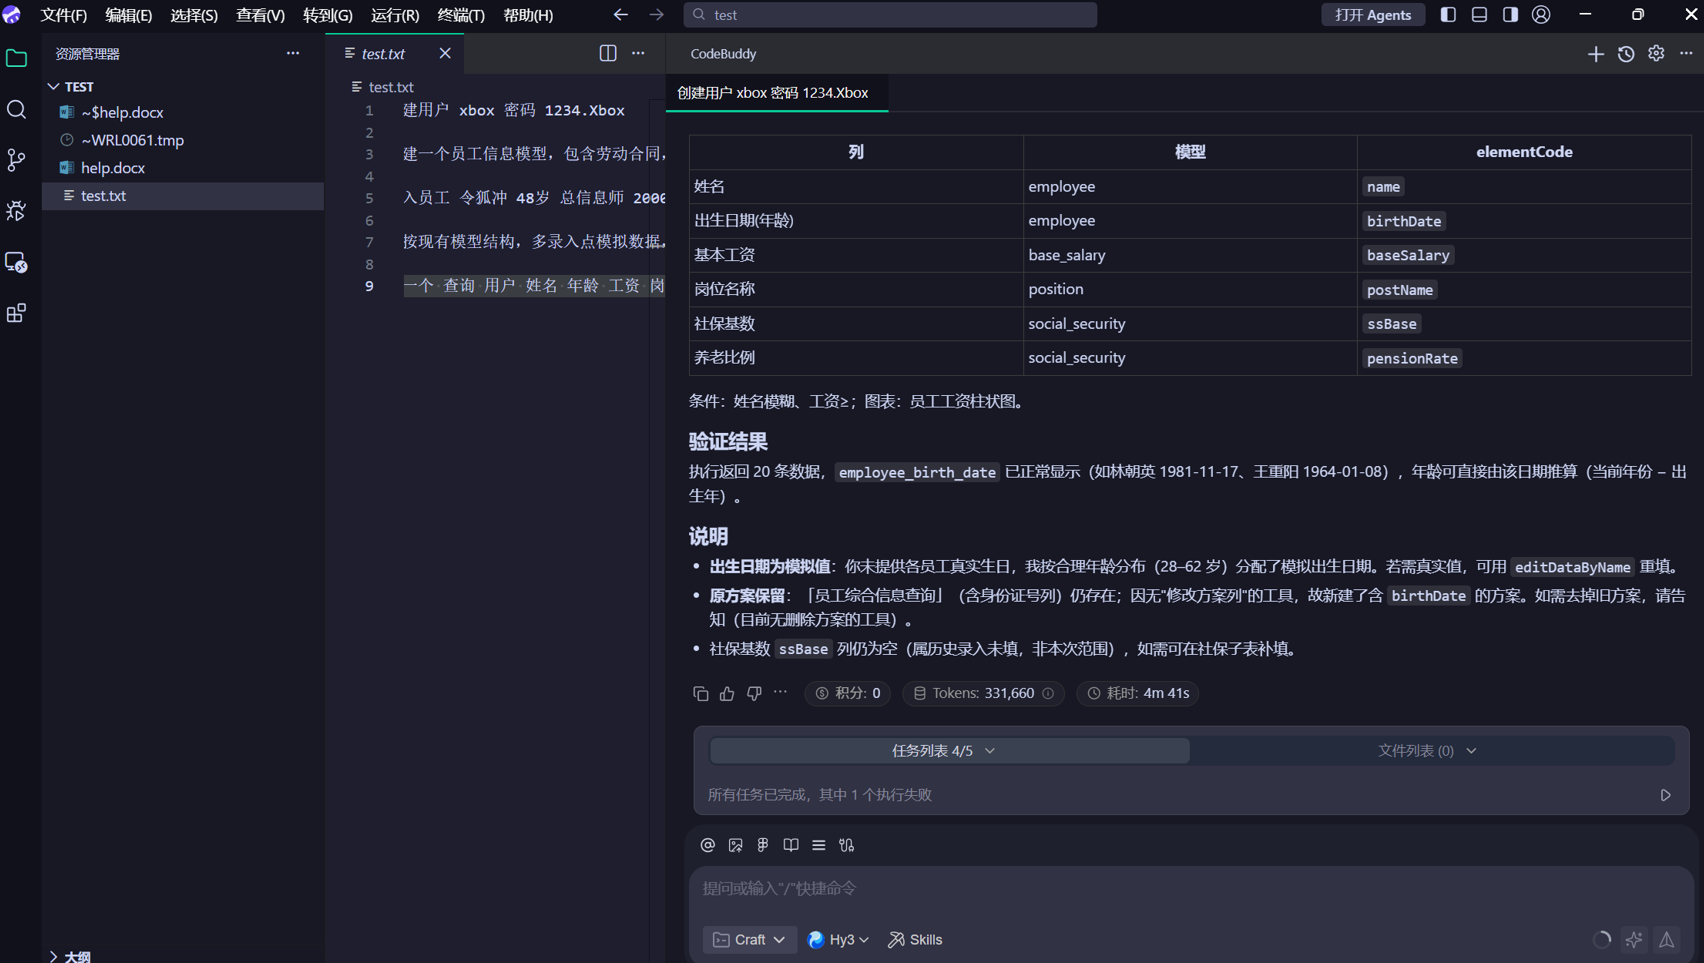 文件(F) 编辑(E) 选择(S) 查看(V) 转到(G) 运行(R) 终端(T) 帮助(H) test 打开 Agents
资源管理器
TEST
~$help.docx
~WRL0061.tmp
help.docx
test.txt
大纲
test.txt
test.txt
1 建用户 xbox 密码 1234.Xbox
2
3 建一个员工信息模型，包含劳动合同，
4
5 入员工 令狐冲 48岁 总信息师 2000
6
7 按现有模型结构，多录入点模拟数据，
8
9 一个 查询 用户 姓名 年龄 工资 岗
CodeBuddy
创建用户 xbox 密码 1234.Xbox
列 模型 elementCode
姓名 employee name
出生日期(年龄) employee birthDate
基本工资 base_salary baseSalary
岗位名称 position postName
社保基数 social_security ssBase
养老比例 social_security pensionRate
条件：姓名模糊、工资≥；图表：员工工资柱状图。
验证结果
执行返回 20 条数据， employee_birth_date 已正常显示（如林朝英 1981-11-17、王重阳 1964-01-08），年龄可直接由该日期推算（当前年份 − 出
生年）。
说明
• 出生日期为模拟值：你未提供各员工真实生日，我按合理年龄分布（28–62 岁）分配了模拟出生日期。若需真实值，可用 editDataByName 重填。
• 原方案保留：「员工综合信息查询」（含身份证号列）仍存在；因无"修改方案列"的工具，故新建了含 birthDate 的方案。如需去掉旧方案，请告
知（目前无删除方案的工具）。
• 社保基数 ssBase 列仍为空（属历史录入未填，非本次范围），如需可在社保子表补填。
积分: 0 Tokens: 331,660 耗时: 4m 41s
任务列表 4/5 文件列表 (0)
所有任务已完成，其中 1 个执行失败
提问或输入"/"快捷命令
Craft Hy3 Skills